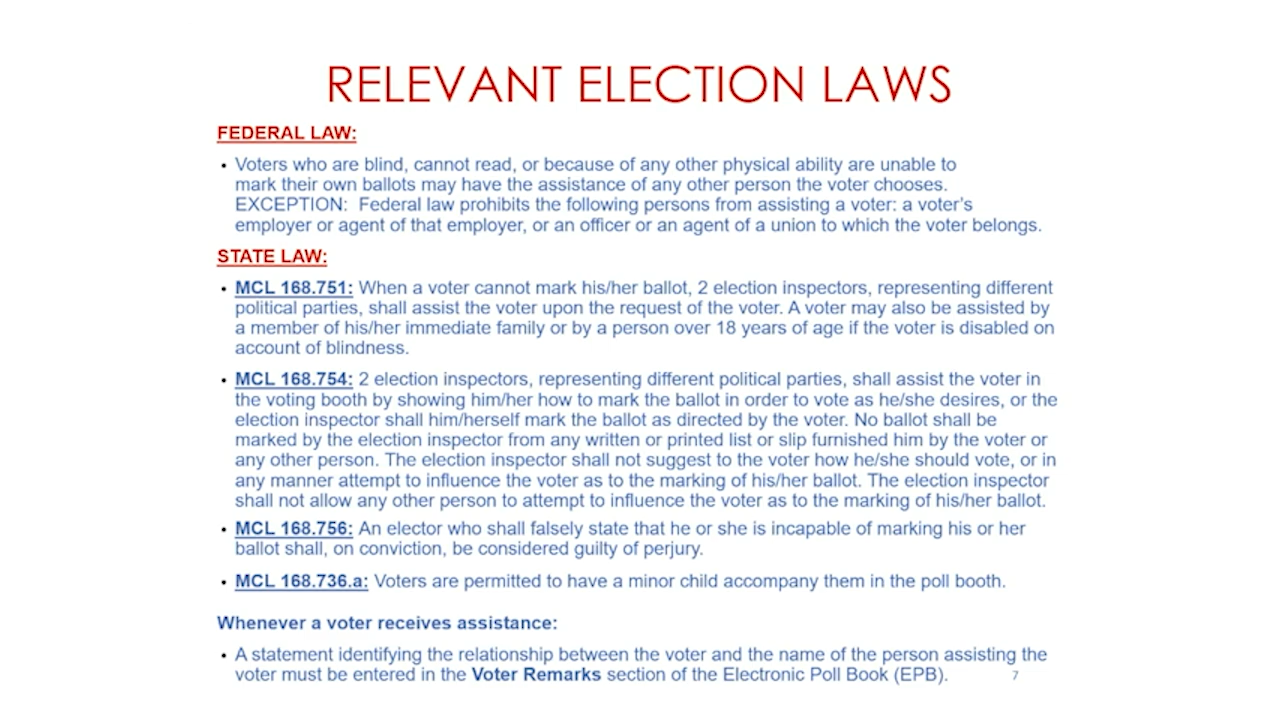 RELEVANT ELECTION LAWS
FEDERAL LAW:
• Voters who are blind, cannot read, or because of any other physical ability are unable to
mark their own ballots may have the assistance of any other person the voter chooses.
EXCEPTION: Federal law prohibits the following persons from assisting a voter: a voter's
employer or agent of that employer, or an officer or an agent of a union to which the voter belongs.
STATE LAW:
• MCL 168.751: When a voter cannot mark his/her ballot, 2 election inspectors, representing different
political parties, shall assist the voter upon the request of the voter. A voter may also be assisted by
a member of his/her immediate family or by a person over 18 years of age if the voter is disabled on
account of blindness.
• MCL 168.754: 2 election inspectors, representing different political parties, shall assist the voter in
the voting booth by showing him/her how to mark the ballot in order to vote as he/she desires, or the
election inspector shall him/herself mark the ballot as directed by the voter. No ballot shall be
marked by the election inspector from any written or printed list or slip furnished him by the voter or
any other person. The election inspector shall not suggest to the voter how he/she should vote, or in
any manner attempt to influence the voter as to the marking of his/her ballot. The election inspector
shall not allow any other person to attempt to influence the voter as to the marking of his/her ballot.
• MCL 168.756: An elector who shall falsely state that he or she is incapable of marking his or her
ballot shall, on conviction, be considered guilty of perjury.
• MCL 168.736.a: Voters are permitted to have a minor child accompany them in the poll booth.
Whenever a voter receives assistance:
• A statement identifying the relationship between the voter and the name of the person assisting the
voter must be entered in the Voter Remarks section of the Electronic Poll Book (EPB).
7